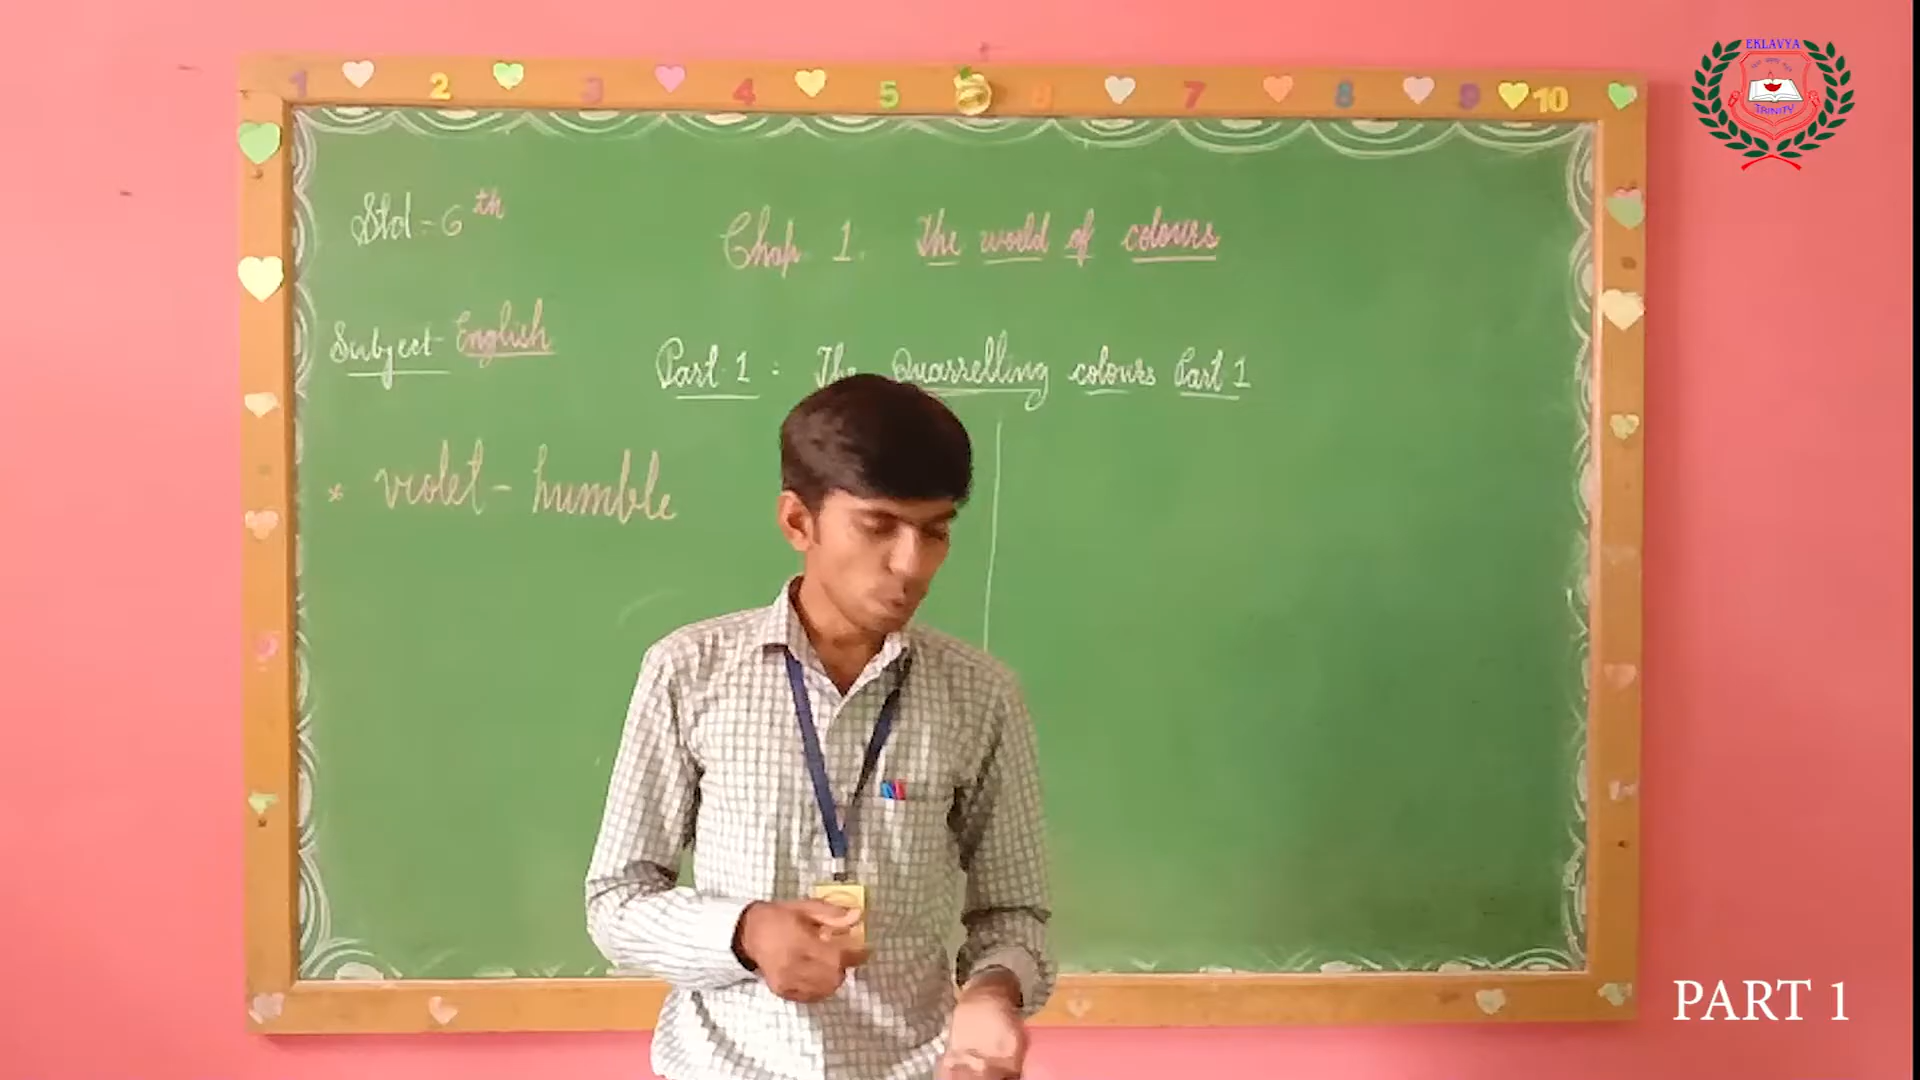 1 2 3 4 5 6 7 8 9 10
EKLAVYA
TRINITY
Std - 6th
Chap 1. The world of colours
Subject - English
Part 1 : The Quarrelling colours Part 1
* violet - humble
PART 1